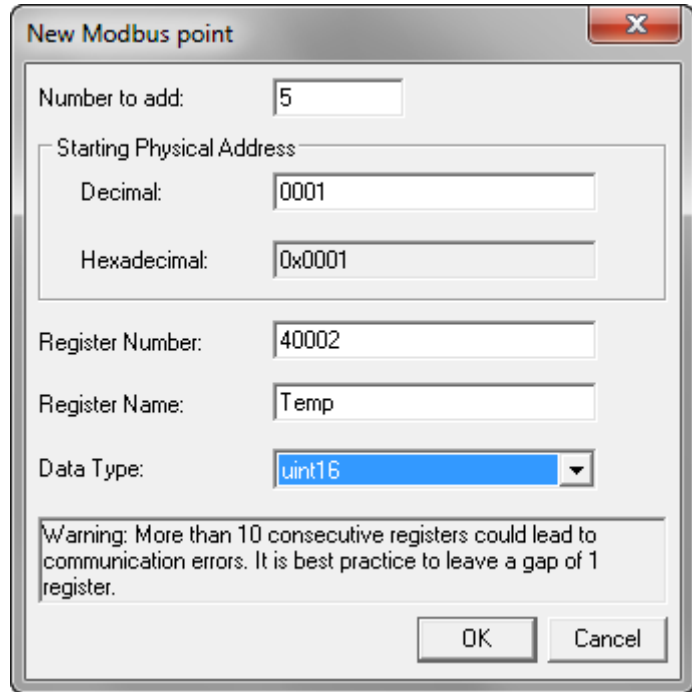 New Modbus point
Number to add: 5
Starting Physical Address
Decimal: 0001
Hexadecimal: 0x0001
Register Number: 40002
Register Name: Temp
Data Type: uint16
Warning: More than 10 consecutive registers could lead to
communication errors. It is best practice to leave a gap of 1
register.
OK Cancel